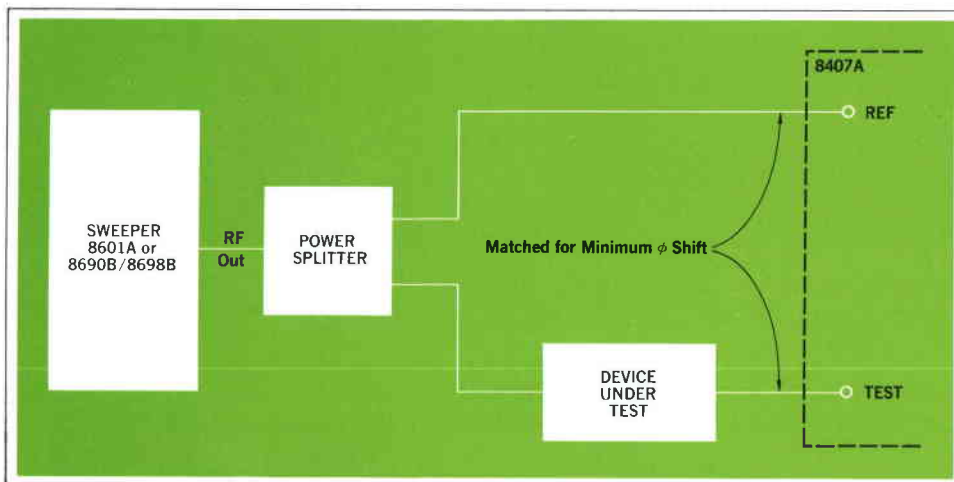 8407A
REF
SWEEPER
8601A or
8690B/8698B
RF
Out
POWER
SPLITTER
Matched for Minimum ϕ Shift
DEVICE
UNDER
TEST
TEST